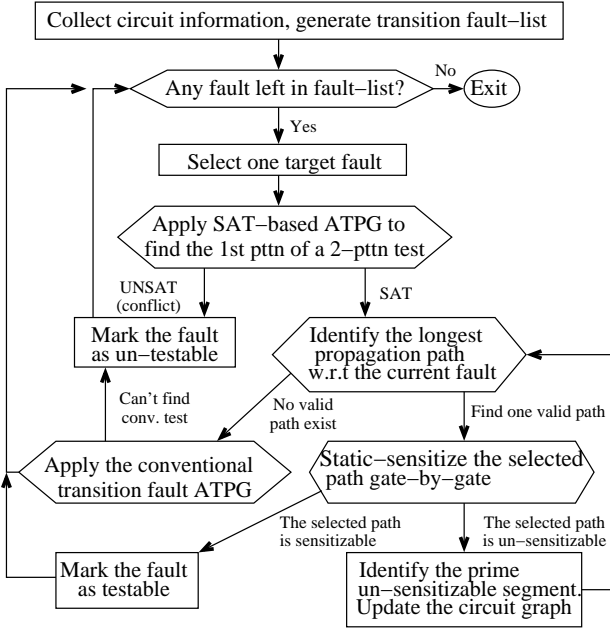 Collect circuit information, generate transition fault−list
Any fault left in fault−list?
No
Exit
Yes
Select one target fault
Apply SAT−based ATPG to
find the 1st pttn of a 2−pttn test
UNSAT
(conflict)
SAT
Mark the fault
as un−testable
Identify the longest
propagation path
w.r.t the current fault
Can't find
conv. test
No valid
path exist
Find one valid path
Apply the conventional
transition fault ATPG
Static−sensitize the selected
path gate−by−gate
The selected path
is sensitizable
The selected path
is un−sensitizable
Mark the fault
as testable
Identify the prime
un−sensitizable segment.
Update the circuit graph